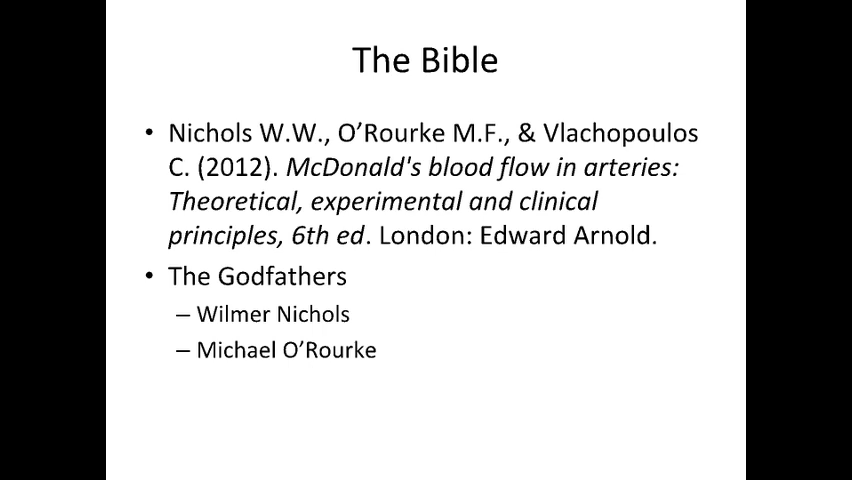 The Bible
• Nichols W.W., O’Rourke M.F., & Vlachopoulos
C. (2012). McDonald's blood flow in arteries:
Theoretical, experimental and clinical
principles, 6th ed. London: Edward Arnold.
• The Godfathers
– Wilmer Nichols
– Michael O’Rourke